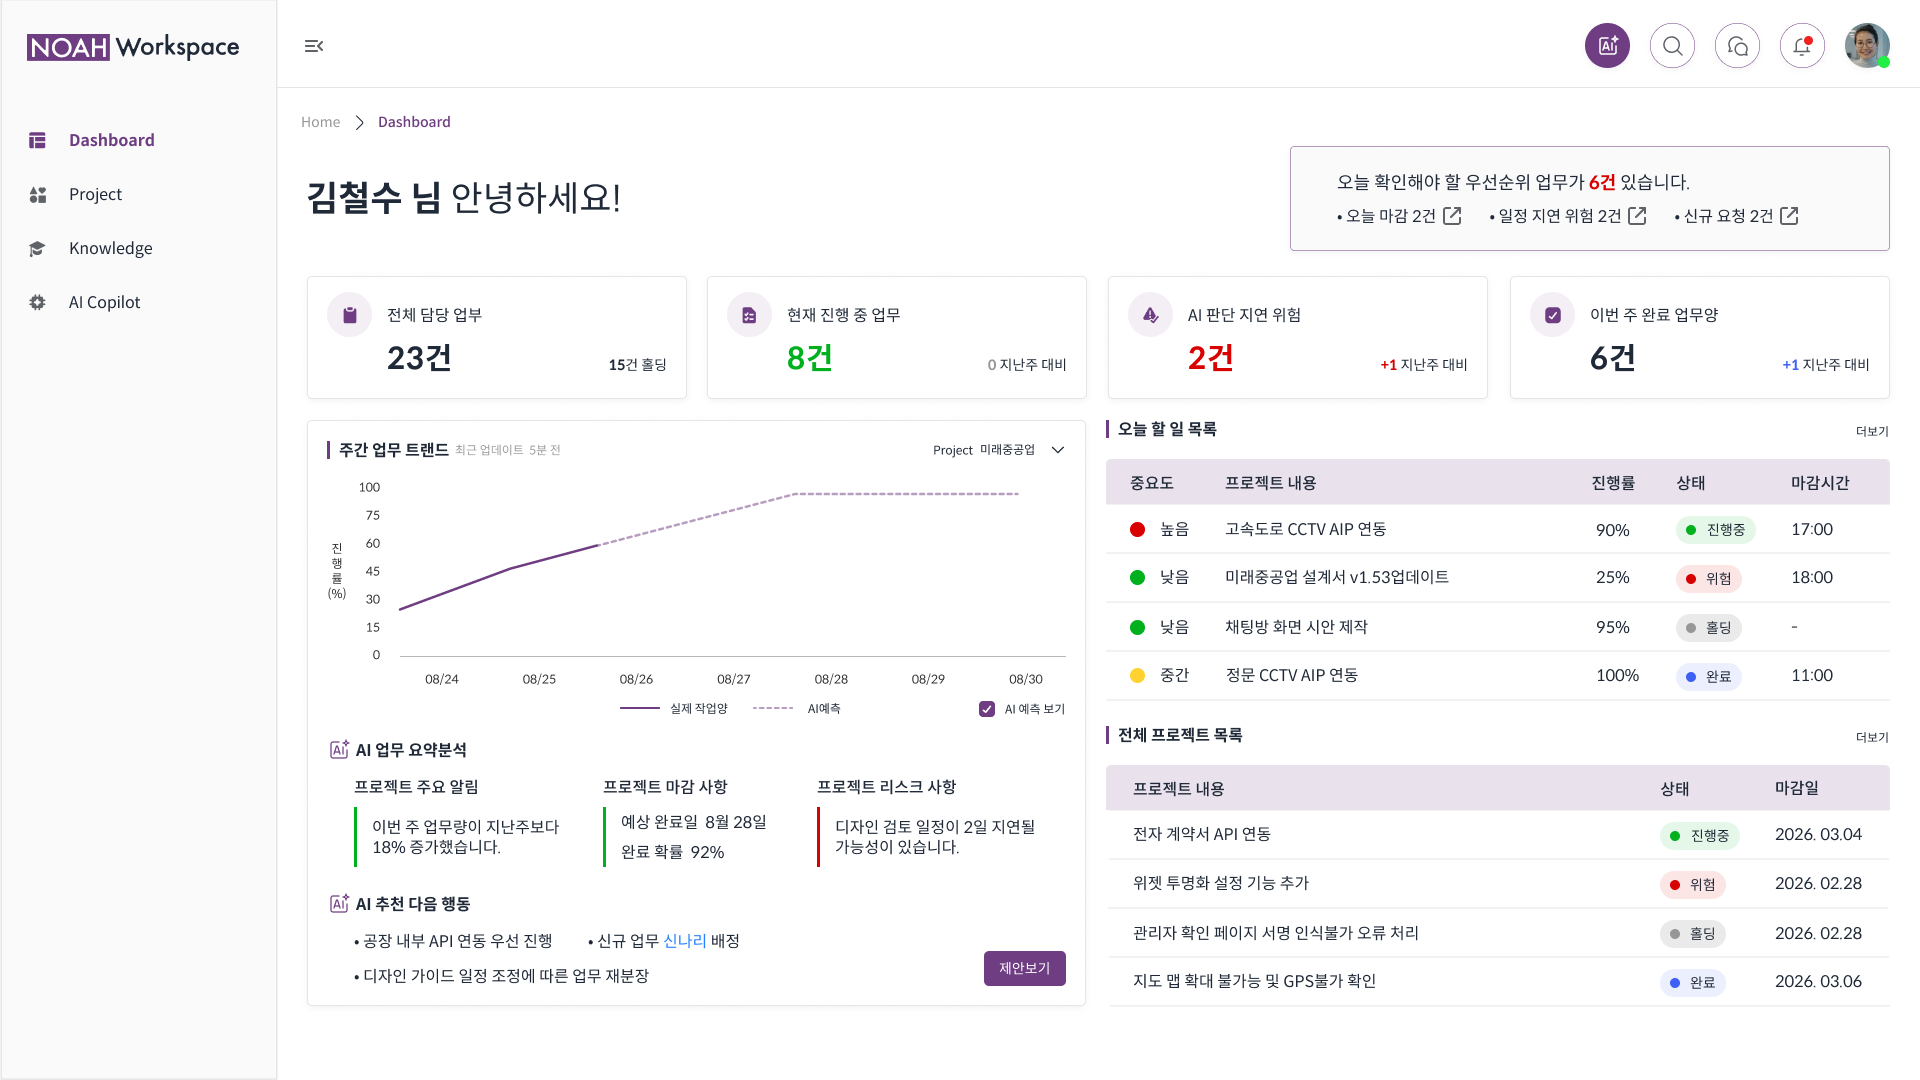 NOAH Workspace
Dashboard
Project
Knowledge
AI Copilot
AI
Home > Dashboard
김철수 님 안녕하세요!
오늘 확인해야 할 우선순위 업무가 6건 있습니다.
• 오늘 마감 2건 • 일정 지연 위험 2건 • 신규 요청 2건
전체 담당 업부
23건
15건 홀딩
현재 진행 중 업무
8건
0 지난주 대비
AI 판단 지연 위험
2건
+1 지난주 대비
이번 주 완료 업무양
6건
+1 지난주 대비
주간 업무 트랜드 최근 업데이트 5분 전
Project 미래중공업
진행률(%)
100
75
60
45
30
15
0
08/24 08/25 08/26 08/27 08/28 08/29 08/30
실제 작업양 AI예측
AI 예측 보기
AI AI 업무 요약분석
프로젝트 주요 알림
이번 주 업무량이 지난주보다
18% 증가했습니다.
프로젝트 마감 사항
예상 완료일 8월 28일
완료 확률 92%
프로젝트 리스크 사항
디자인 검토 일정이 2일 지연될
가능성이 있습니다.
AI AI 추천 다음 행동
• 공장 내부 API 연동 우선 진행 • 신규 업무 신나리 배정
• 디자인 가이드 일정 조정에 따른 업무 재분장
제안보기
오늘 할 일 목록
더보기
중요도 프로젝트 내용 진행률 상태 마감시간
높음 고속도로 CCTV AIP 연동 90% 진행중 17:00
낮음 미래중공업 설계서 v1.53업데이트 25% 위험 18:00
낮음 채팅방 화면 시안 제작 95% 홀딩 -
중간 정문 CCTV AIP 연동 100% 완료 11:00
전체 프로젝트 목록
더보기
프로젝트 내용 상태 마감일
전자 계약서 API 연동 진행중 2026. 03.04
위젯 투명화 설정 기능 추가 위험 2026. 02.28
관리자 확인 페이지 서명 인식불가 오류 처리 홀딩 2026. 02.28
지도 맵 확대 불가능 및 GPS불가 확인 완료 2026. 03.06